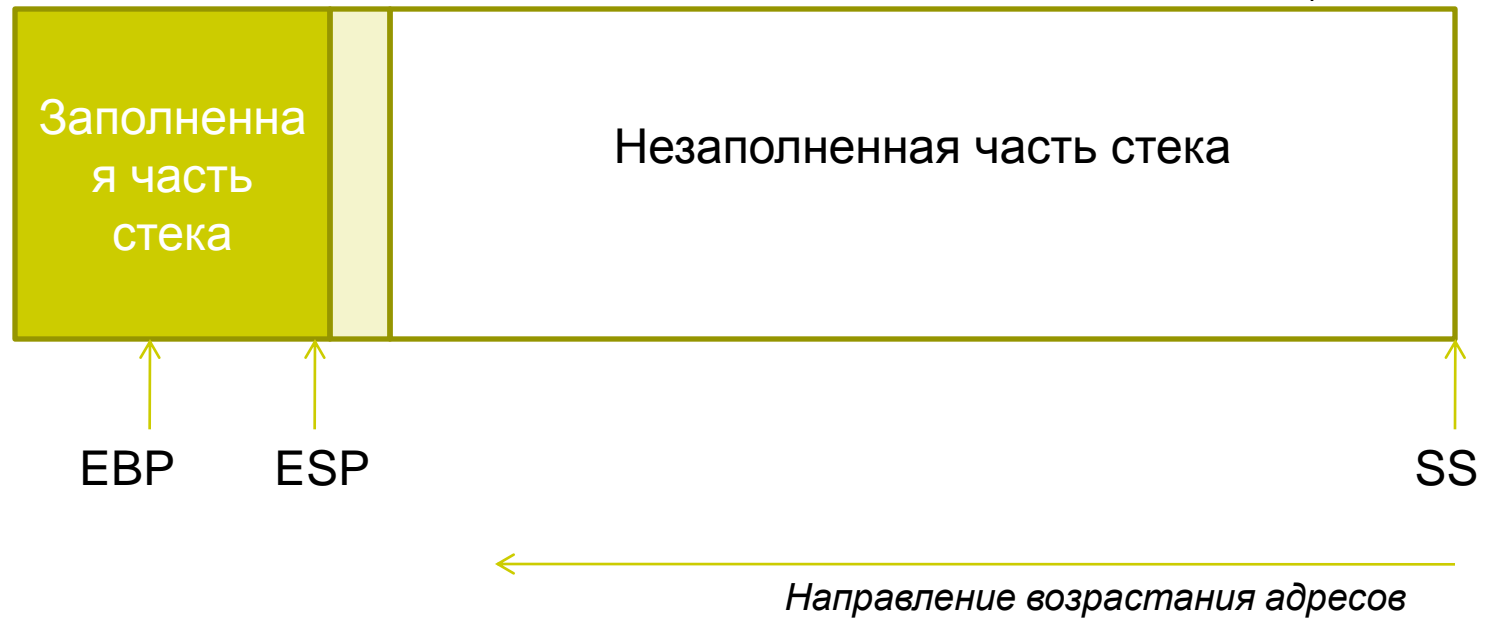 Заполненна
я часть
стека
Незаполненная часть стека
EBP
ESP
SS
Направление возрастания адресов